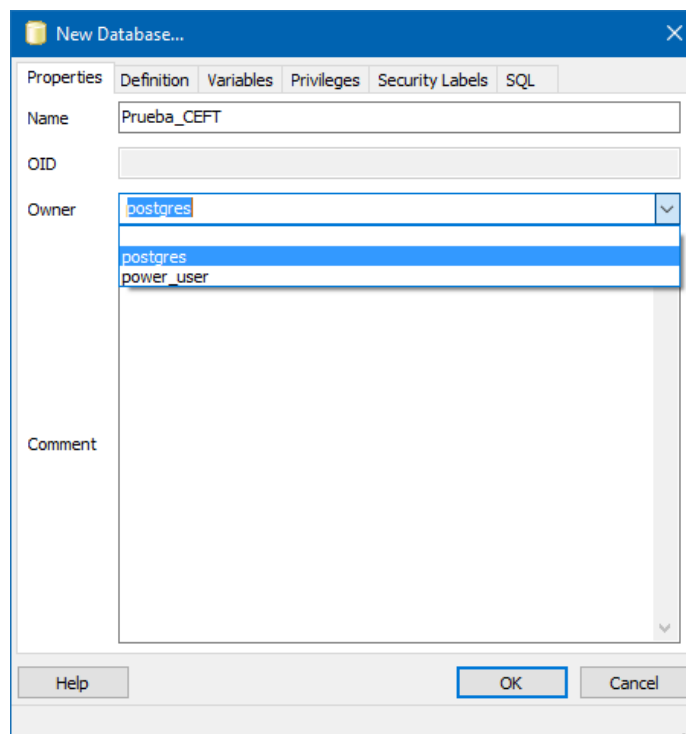 New Database...
Properties Definition Variables Privileges Security Labels SQL
Name Prueba_CEFT
OID
Owner postgres
postgres
power_user
Comment
Help OK Cancel